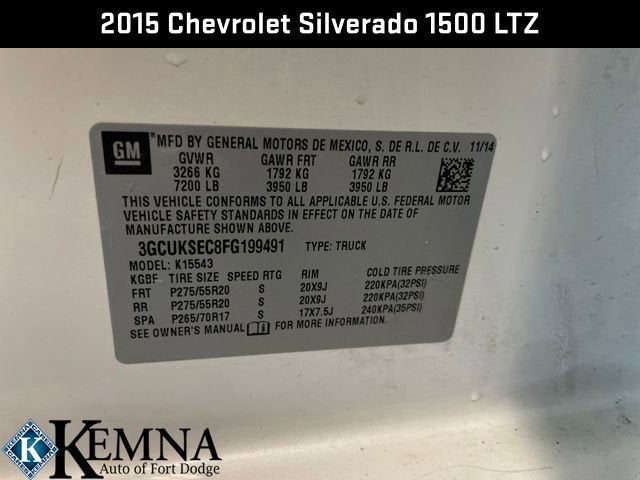 2015 Chevrolet Silverado 1500 LTZ
GM
*MFD BY GENERAL MOTORS DE MEXICO, S. DE R.L. DE C.V. 11/14
GVWR GAWR FRT GAWR RR
3266 KG 1792 KG 1792 KG
7200 LB 3950 LB 3950 LB
THIS VEHICLE CONFORMS TO ALL APPLICABLE U.S. FEDERAL MOTOR
VEHICLE SAFETY STANDARDS IN EFFECT ON THE DATE OF
MANUFACTURE SHOWN ABOVE.
3GCUKSEC8FG199491 TYPE: TRUCK
MODEL: K15543
KGBF TIRE SIZE SPEED RTG RIM COLD TIRE PRESSURE
FRT P275/55R20 S 20X9J 220KPA(32PSI)
RR P275/55R20 S 20X9J 220KPA(32PSI)
SPA P265/70R17 S 17X7.5J 240KPA(35PSI)
SEE OWNER'S MANUAL FOR MORE INFORMATION.
K
KEMNA
Auto of Fort Dodge